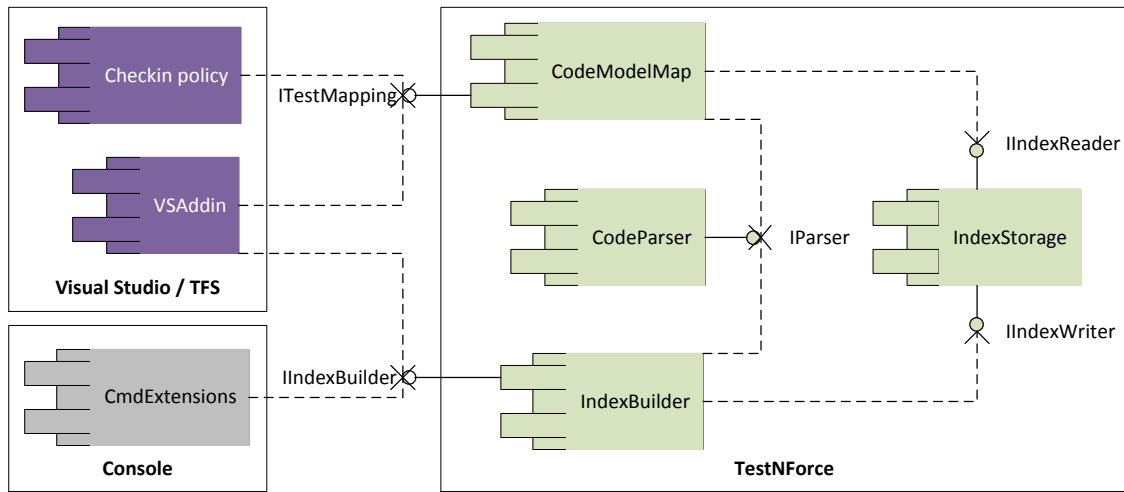 Checkin policy
VSAddin
Visual Studio / TFS
CmdExtensions
Console
ITestMapping
IIndexBuilder
CodeModelMap
CodeParser
IParser
IndexBuilder
IIndexReader
IndexStorage
IIndexWriter
TestNForce